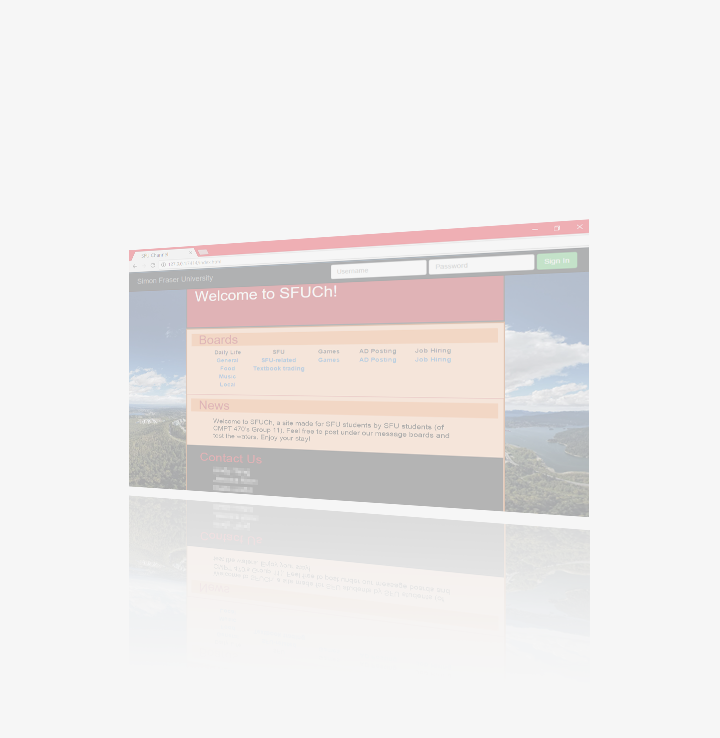 Simon Fraser University
Username
Password
Sign in
Welcome to SFUCh!
Boards
Daily Life SFU Games AD Posting Job Hiring
General SFU-related Games AD Posting Job Hiring
Food Textbook trading
Music
Local
News
Welcome to SFUCh, a site made for SFU students by SFU students (of
CMPT 470's Group 11). Feel free to post under our message boards and
test the waters. Enjoy your stay!
Contact Us